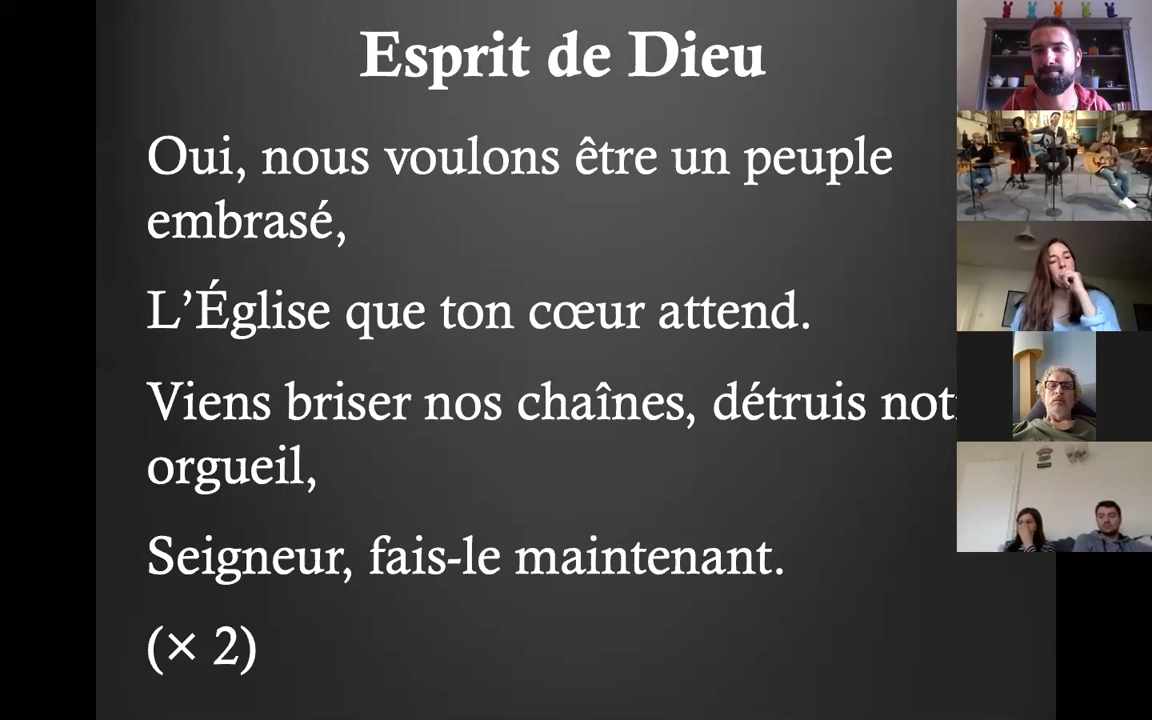 Esprit de Dieu
Oui, nous voulons être un peuple
embrasé,
L’Église que ton cœur attend.
Viens briser nos chaînes, détruis
orgueil,
Seigneur, fais-le maintenant.
(× 2)